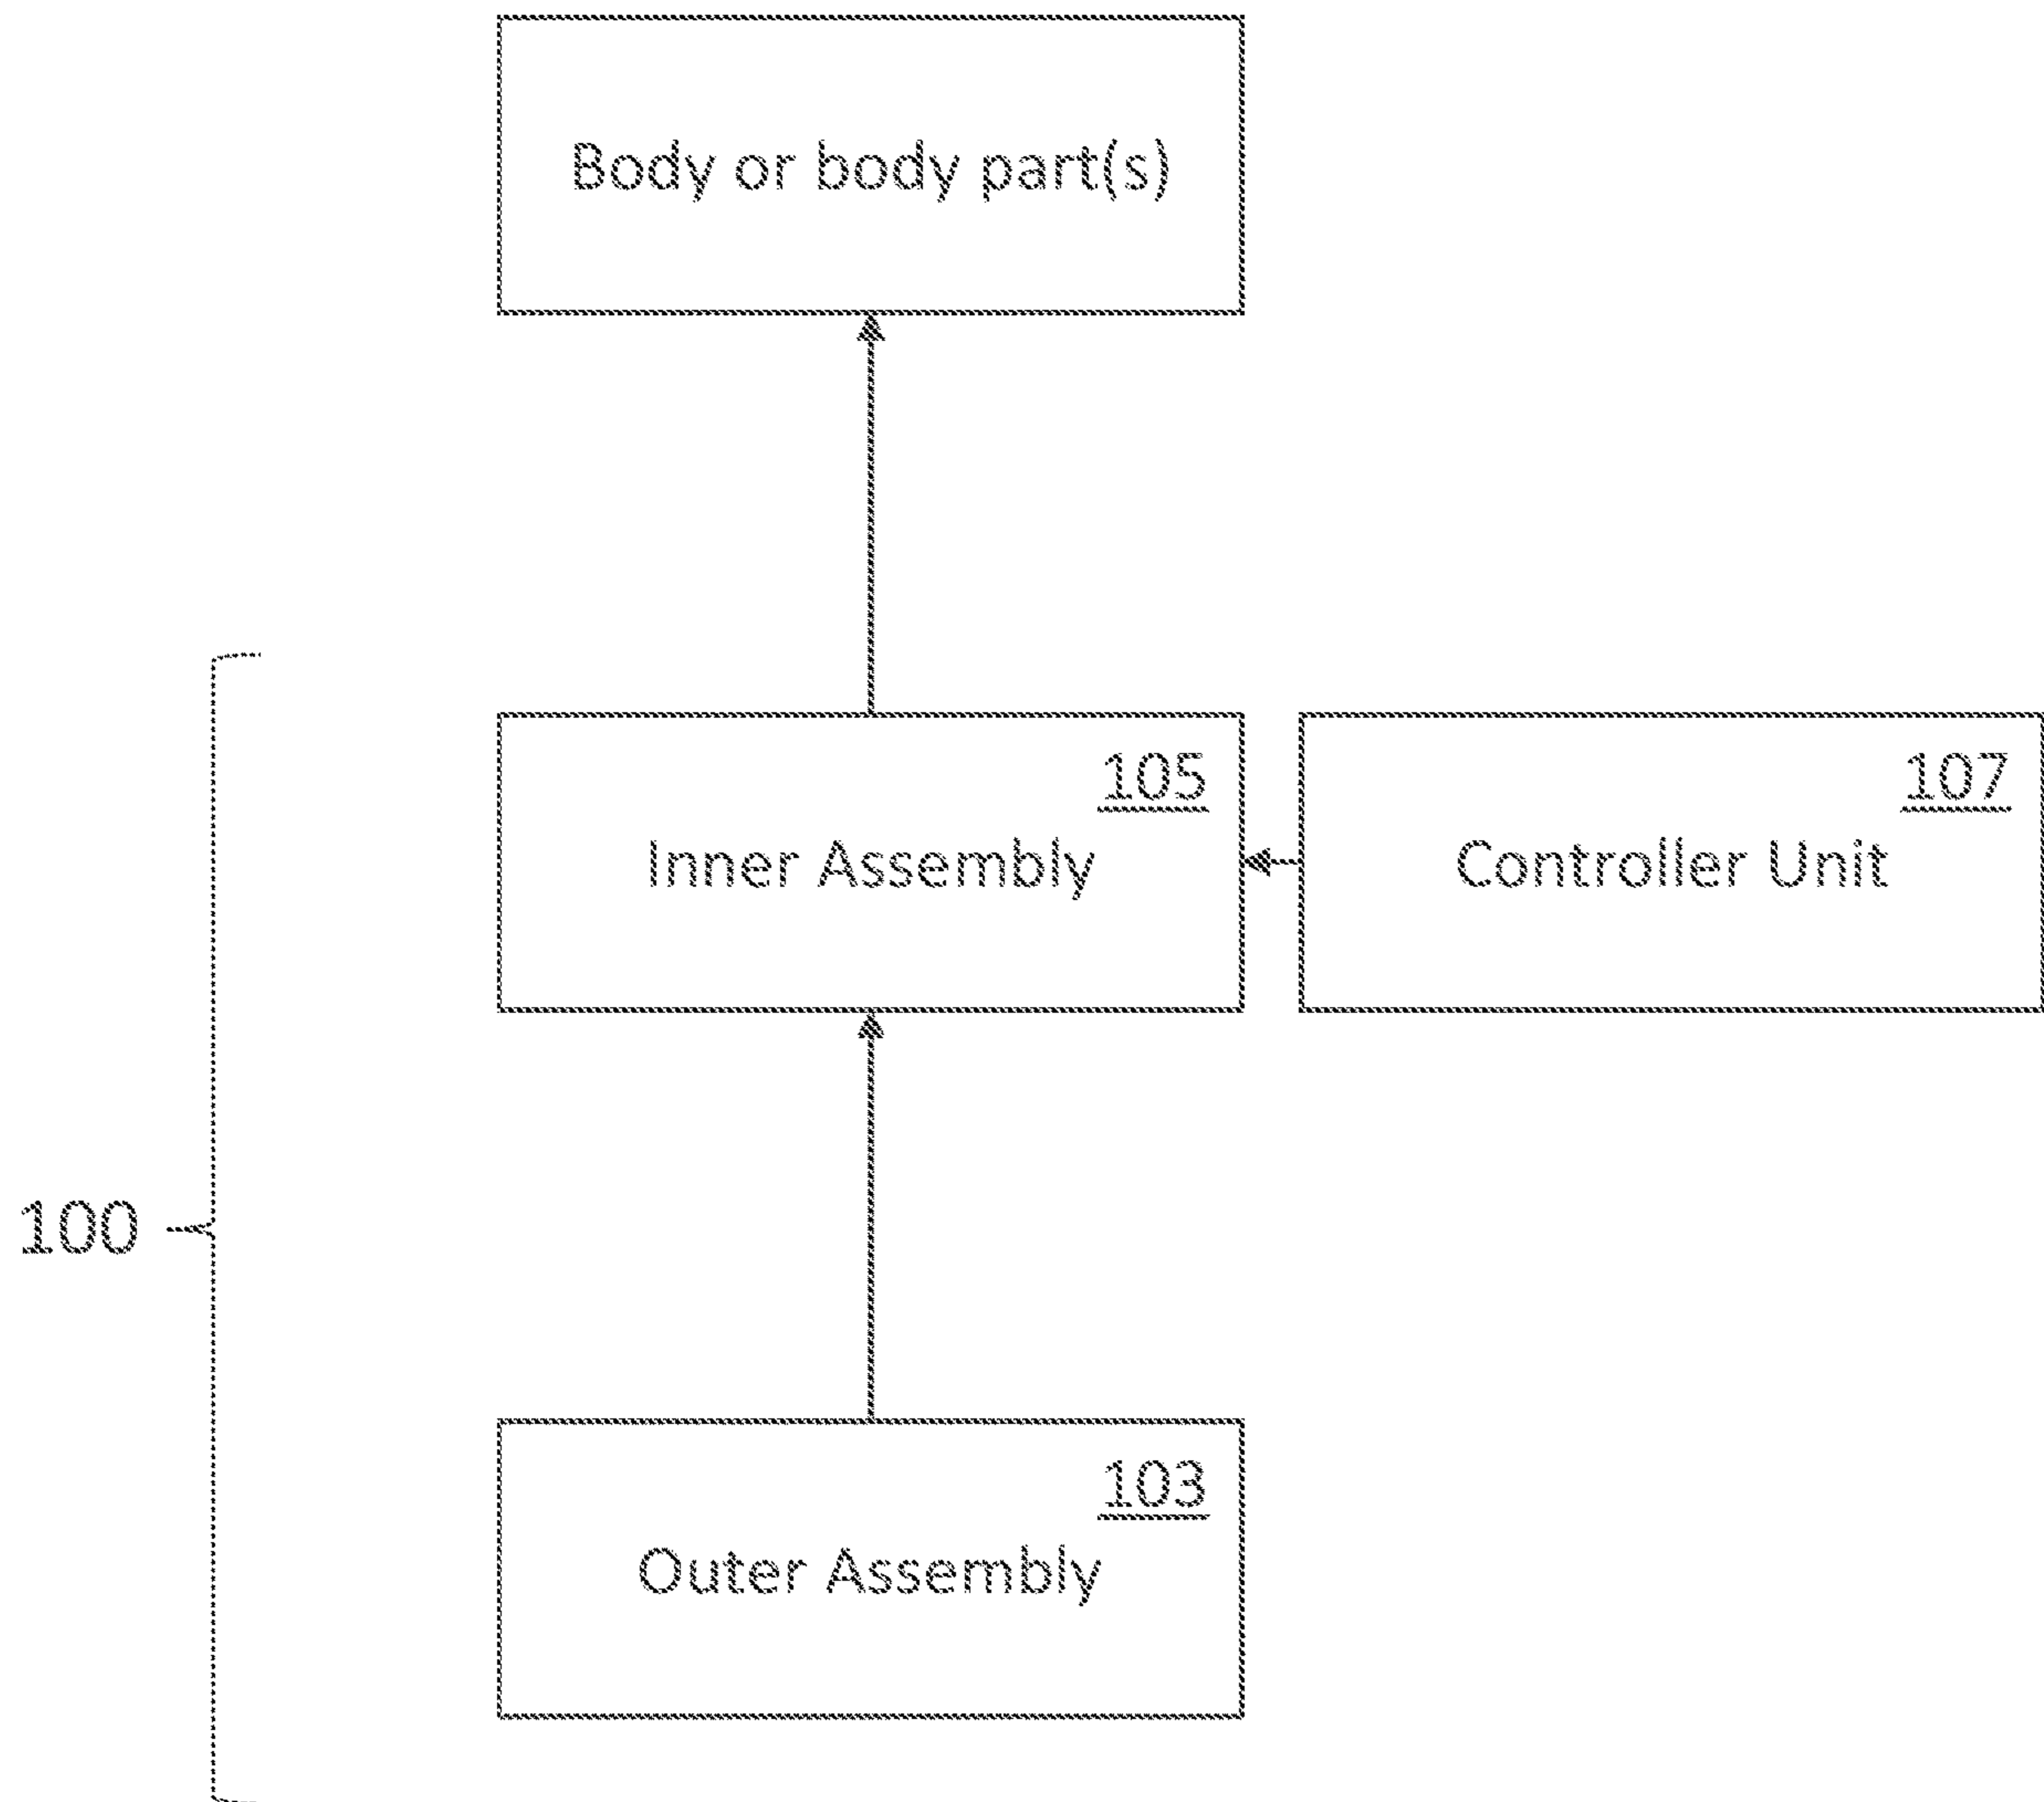 Body or body part(s)
105
Inner Assembly
107
Controller Unit
100
103
Outer Assembly